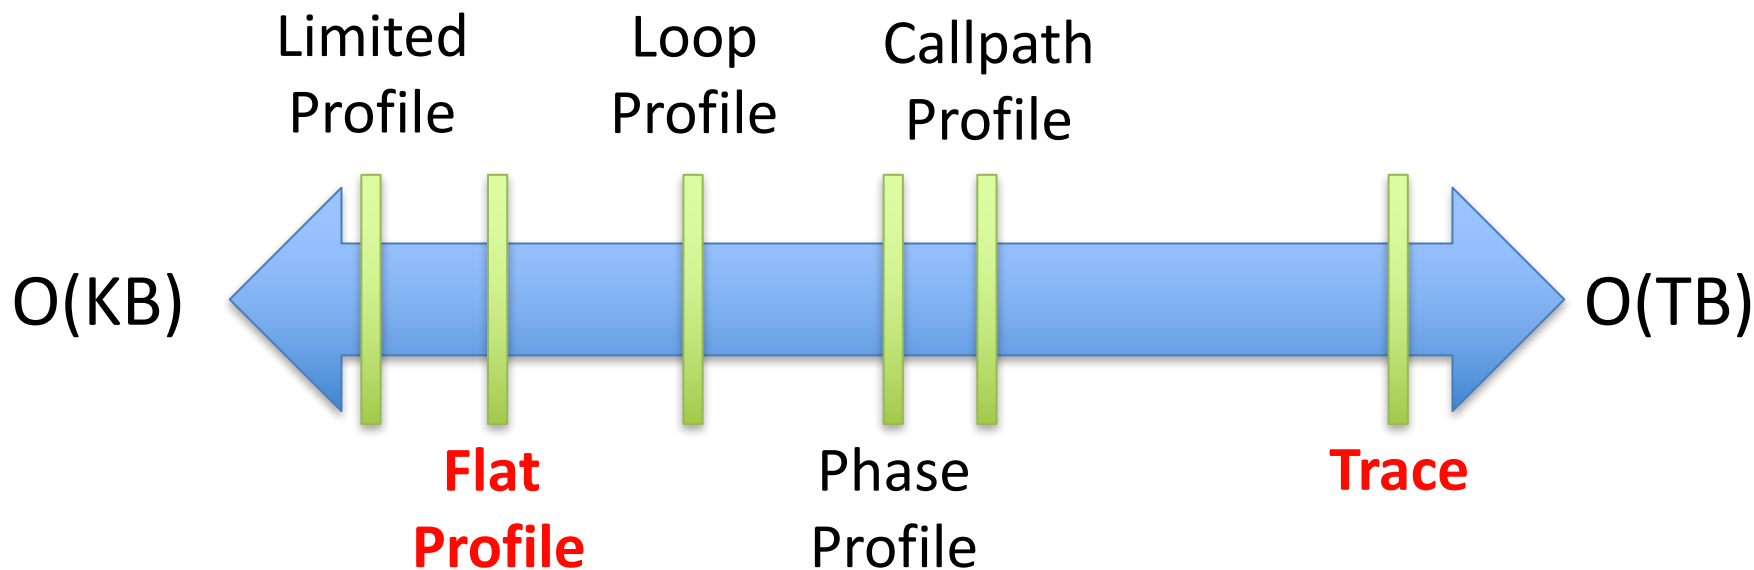 Limited
Profile
Loop
Profile
Callpath
Profile
O(KB)
O(TB)
Flat
Profile
Phase
Profile
Trace